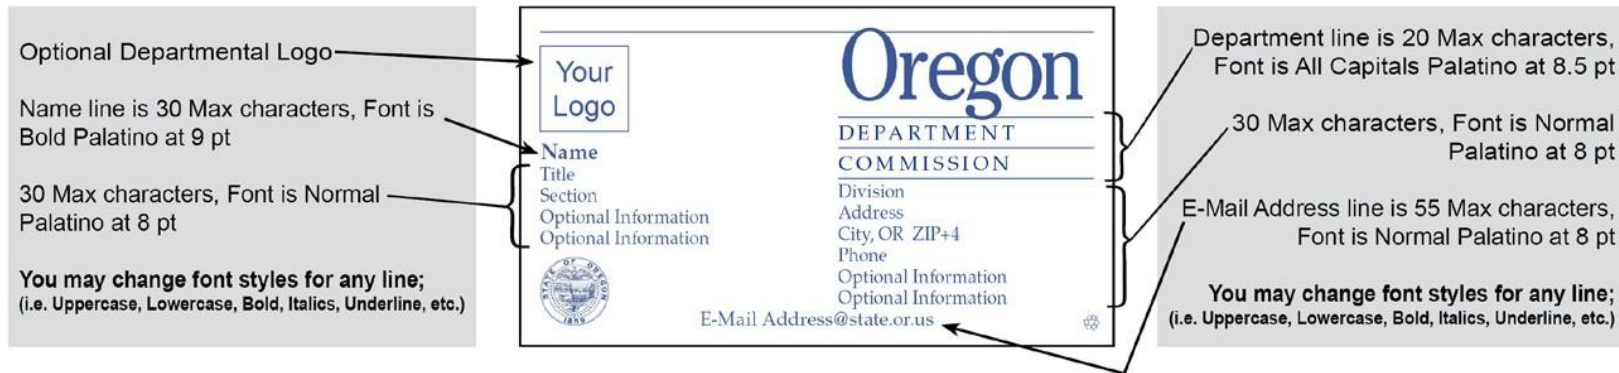 Optional Departmental Logo
Name line is 30 Max characters, Font is
Bold Palatino at 9 pt
30 Max characters, Font is Normal
Palatino at 8 pt
You may change font styles for any line;
(i.e. Uppercase, Lowercase, Bold, Italics, Underline, etc.)
Your
Logo
Name
Title
Section
Optional Information
Optional Information
STATE OF OREGON
1859
Oregon
DEPARTMENT
COMMISSION
Division
Address
City, OR ZIP+4
Phone
Optional Information
Optional Information
E-Mail Address@state.or.us
Department line is 20 Max characters,
Font is All Capitals Palatino at 8.5 pt
30 Max characters, Font is Normal
Palatino at 8 pt
E-Mail Address line is 55 Max characters,
Font is Normal Palatino at 8 pt
You may change font styles for any line;
(i.e. Uppercase, Lowercase, Bold, Italics, Underline, etc.)